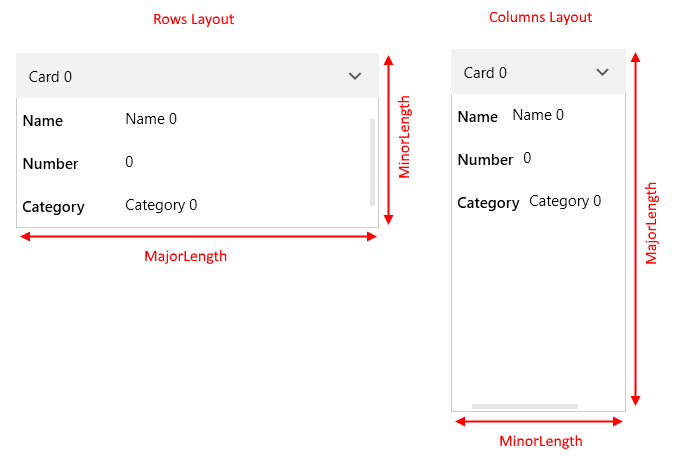 Rows Layout
Card 0
Name Name 0
Number 0
Category Category 0
MinorLength
MajorLength
Columns Layout
Card 0
Name Name 0
Number 0
Category Category 0
MajorLength
MinorLength